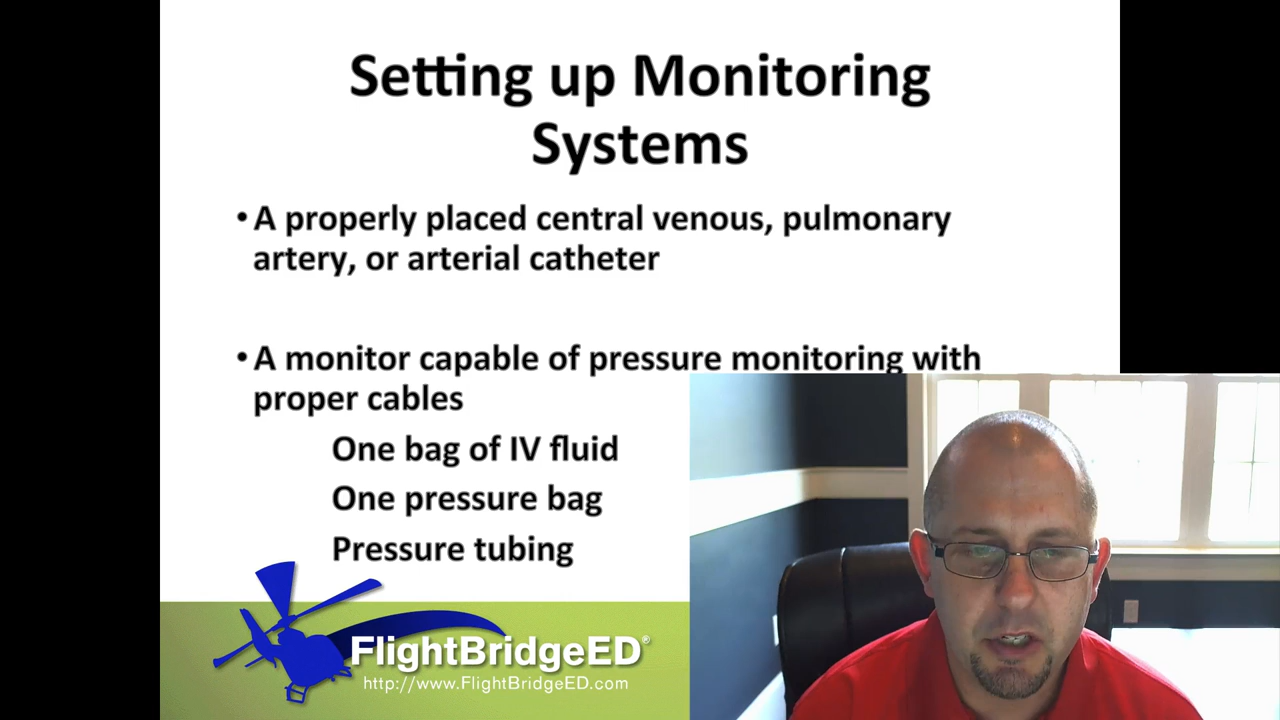 Setting up Monitoring
Systems
• A properly placed central venous, pulmonary
artery, or arterial catheter
• A monitor capable of pressure monitoring with
proper cables
One bag of IV fluid
One pressure bag
Pressure tubing
FlightBridgeED®
http://www.FlightBridgeED.com